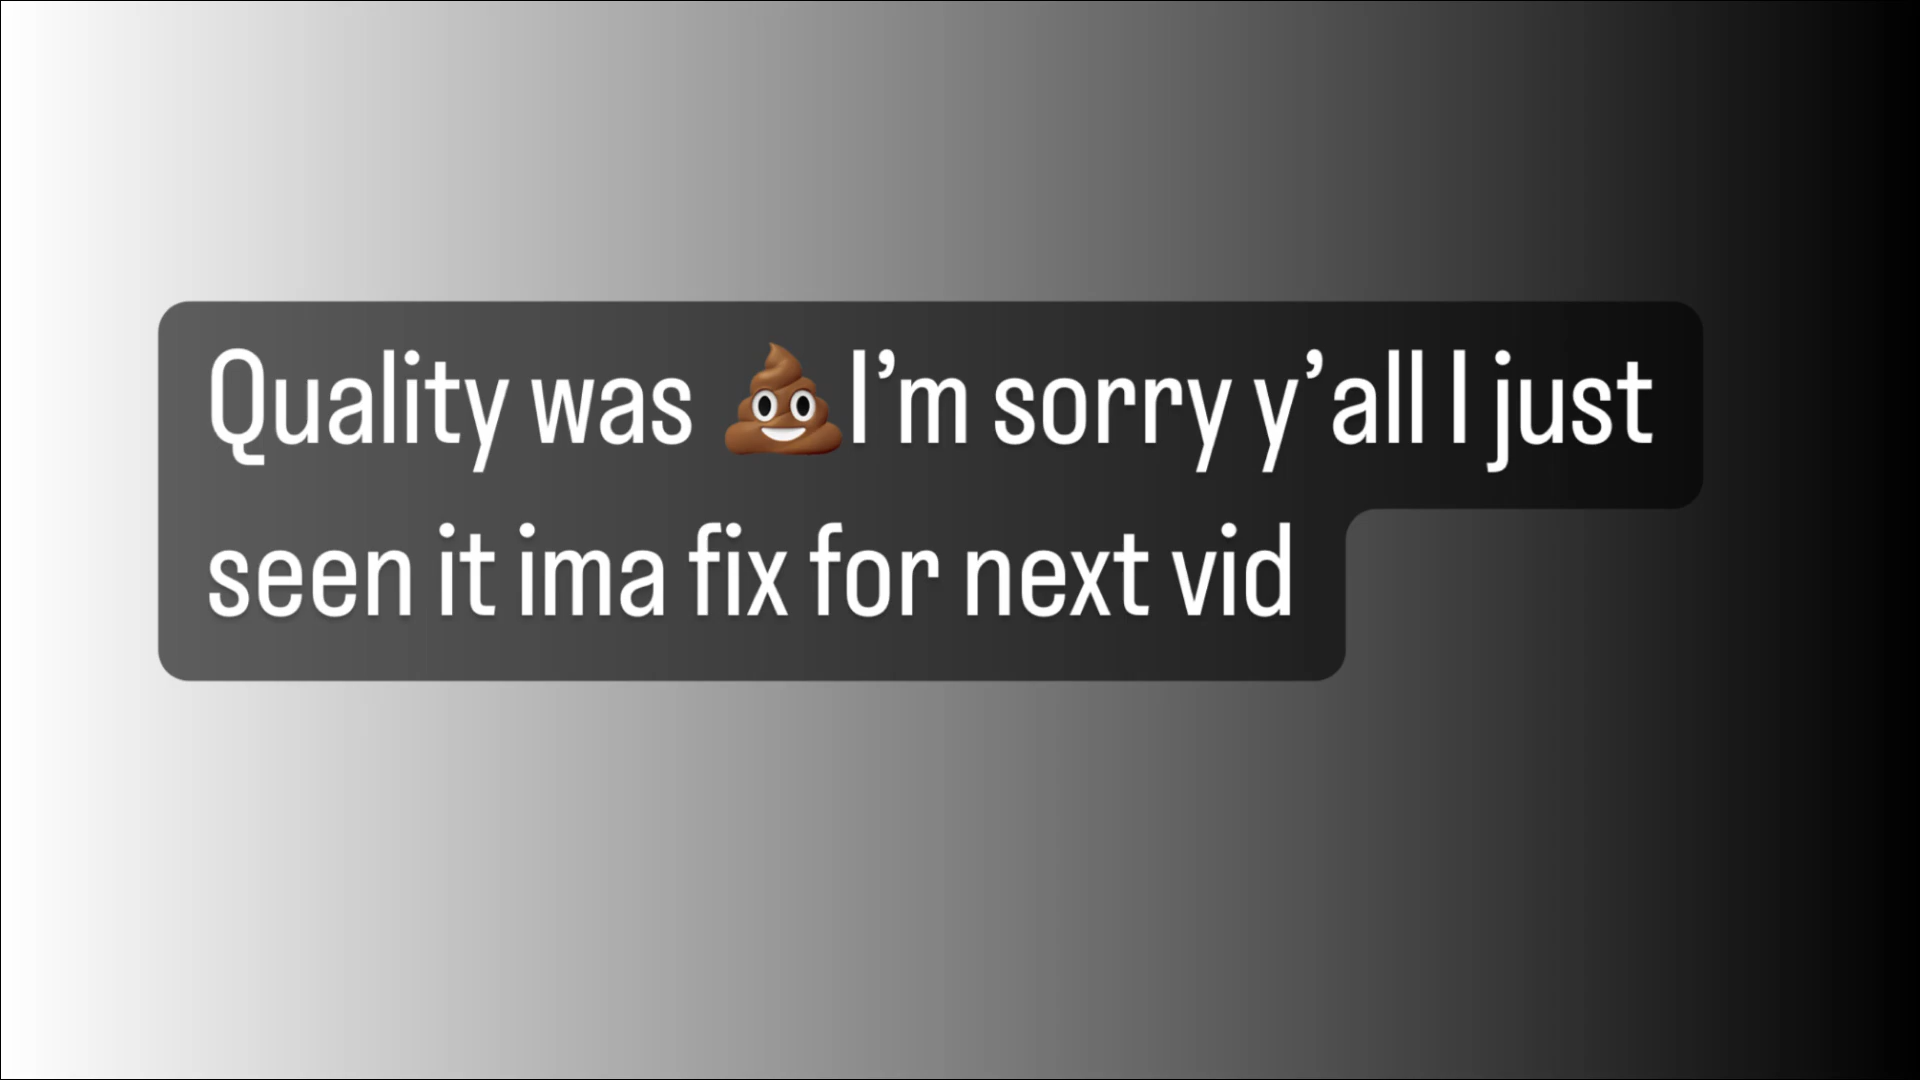 Quality was 💩I’m sorry y’all I just
seen it ima fix for next vid